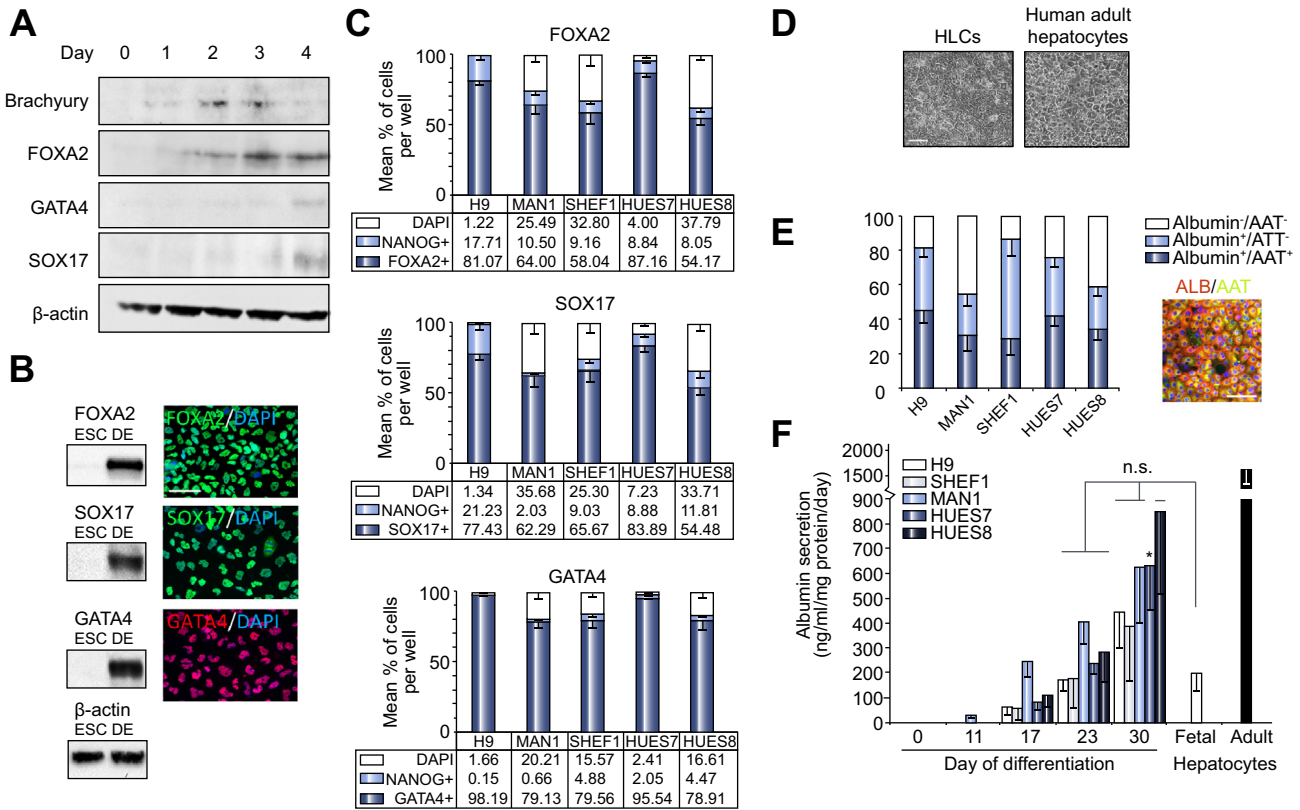 A
Day 0 1 2 3 4
Brachyury
FOXA2
GATA4
SOX17
β-actin
B
FOXA2
ESC DE
FOXA2/DAPI
SOX17
ESC DE
SOX17/DAPI
GATA4
ESC DE
GATA4/DAPI
β-actin
ESC DE
C
FOXA2
Mean % of cells
per well
100
50
0
H9 MAN1 SHEF1 HUES7 HUES8
DAPI 1.22 25.49 32.80 4.00 37.79
NANOG+ 17.71 10.50 9.16 8.84 8.05
FOXA2+ 81.07 64.00 58.04 87.16 54.17
SOX17
Mean % of cells
per well
100
50
0
H9 MAN1 SHEF1 HUES7 HUES8
DAPI 1.34 35.68 25.30 7.23 33.71
NANOG+ 21.23 2.03 9.03 8.88 11.81
SOX17+ 77.43 62.29 65.67 83.89 54.48
GATA4
Mean % of cells
per well
100
50
0
H9 MAN1 SHEF1 HUES7 HUES8
DAPI 1.66 20.21 15.57 2.41 16.61
NANOG+ 0.15 0.66 4.88 2.05 4.47
GATA4+ 98.19 79.13 79.56 95.54 78.91
D
HLCs
Human adult
hepatocytes
E
100
80
60
40
20
0
H9 MAN1 SHEF1 HUES7 HUES8
Albumin⁻/AAT⁻
Albumin⁺/ATT⁻
Albumin⁺/AAT⁺
ALB/AAT
F
Albumin secretion
(ng/ml/mg protein/day)
1500
900
800
700
600
500
400
300
200
100
0
H9
SHEF1
MAN1
HUES7
HUES8
n.s.
*
0 11 17 23 30 Fetal Adult
Day of differentiation Hepatocytes